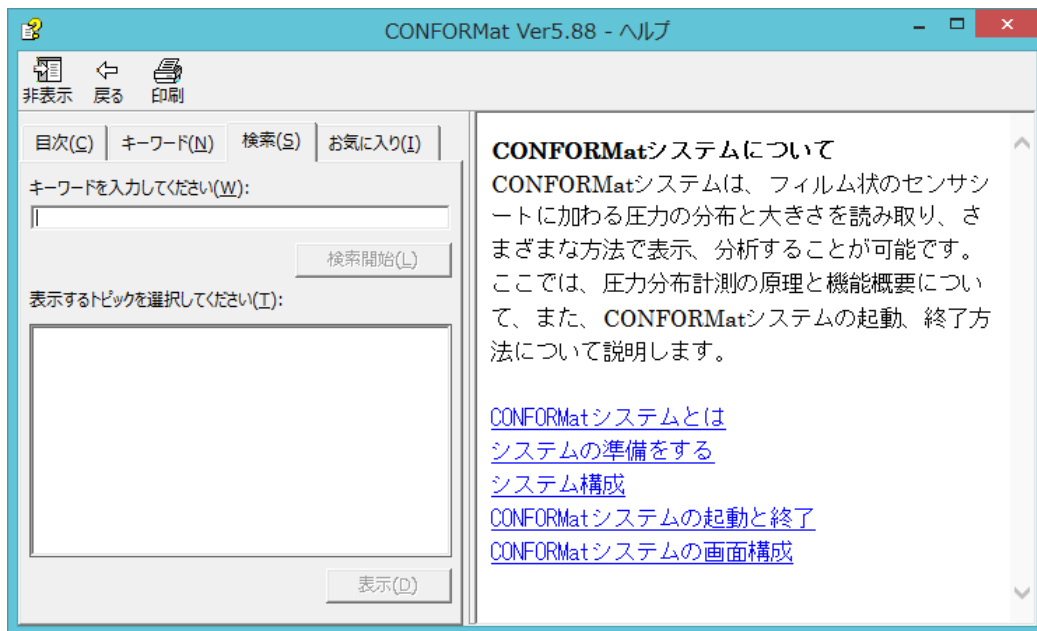 CONFORMat Ver5.88 - ヘルプ
非表示 戻る 印刷
目次(C) キーワード(N) 検索(S) お気に入り(I)
キーワードを入力してください(W):
検索開始(L)
表示するトピックを選択してください(T):
表示(D)
CONFORMatシステムについて
CONFORMatシステムは、フィルム状のセンサシ
ートに加わる圧力の分布と大きさを読み取り、さ
まざまな方法で表示、分析することが可能です。
ここでは、圧力分布計測の原理と機能概要につい
て、また、CONFORMatシステムの起動、終了方
法について説明します。
CONFORMatシステムとは
システムの準備をする
システム構成
CONFORMatシステムの起動と終了
CONFORMatシステムの画面構成